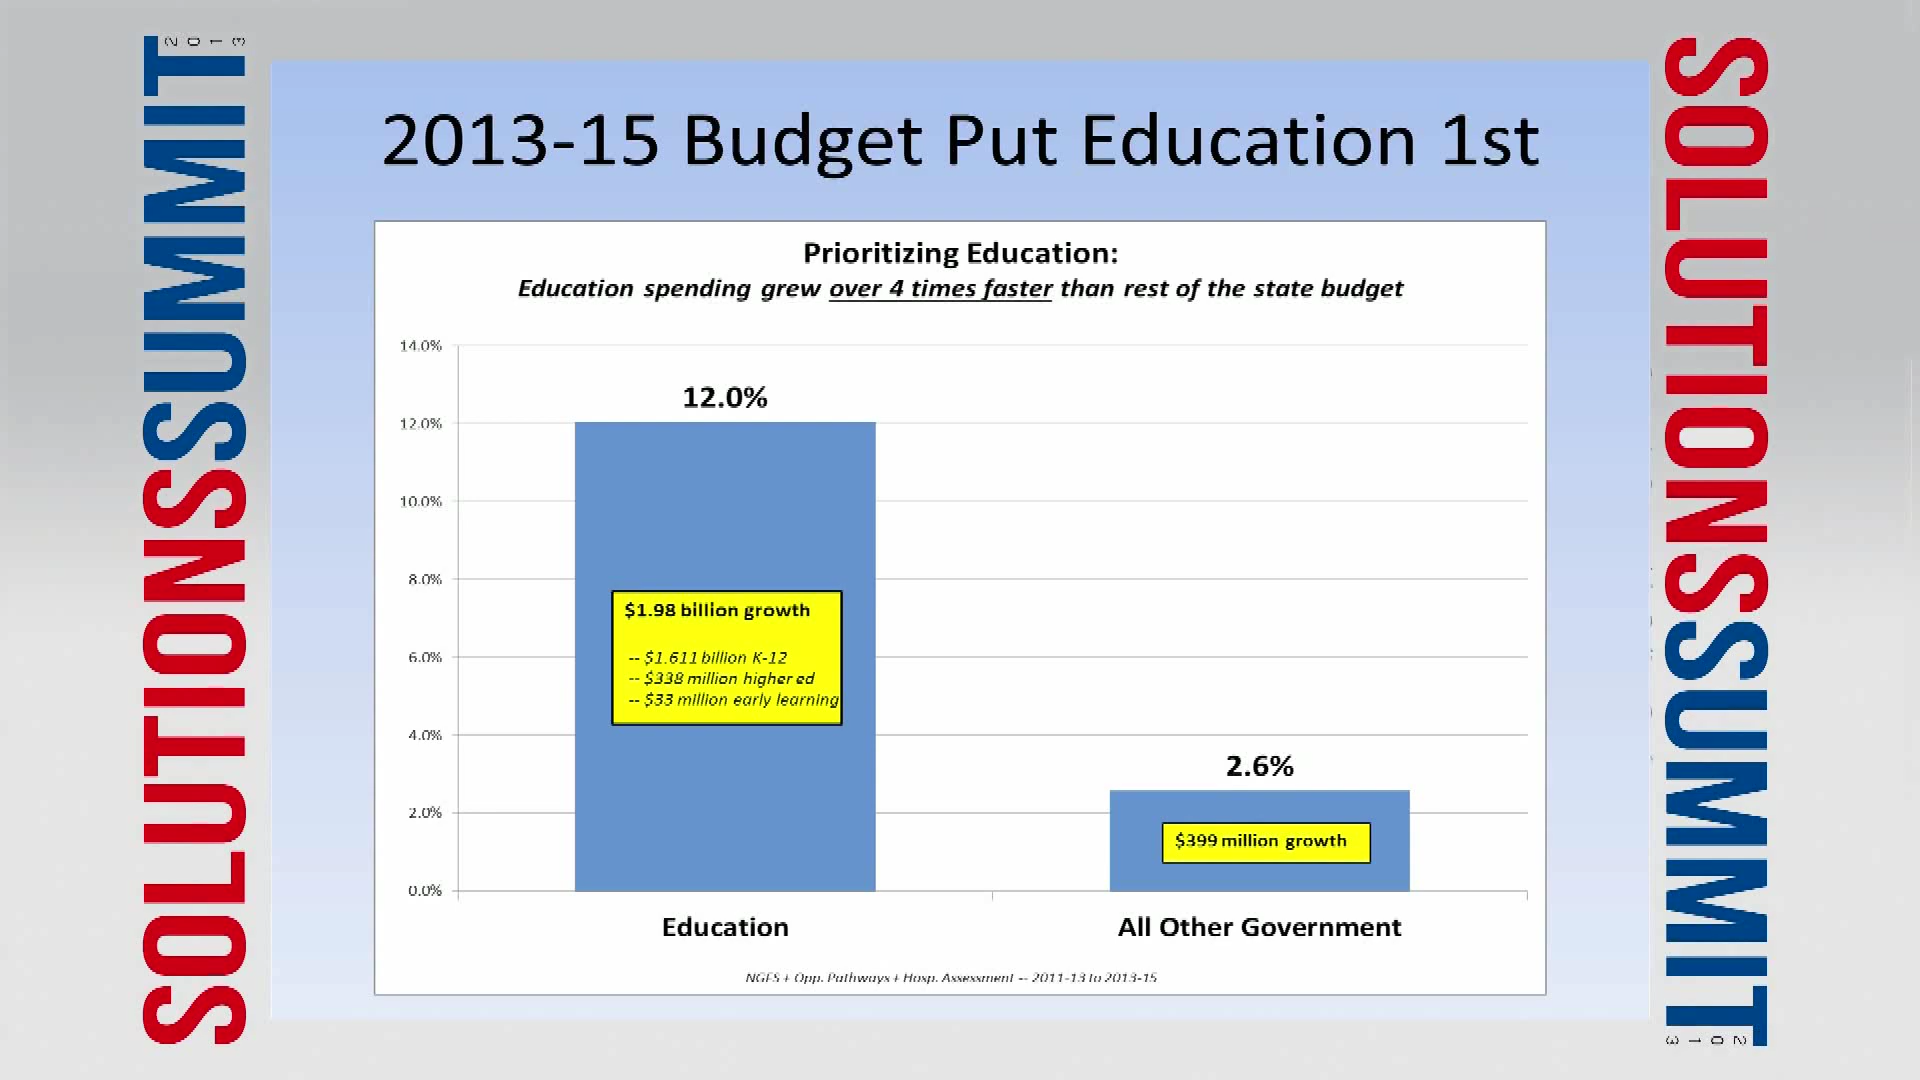 SOLUTIONSSUMMIT
2013
2013-15 Budget Put Education 1st
Prioritizing Education:
Education spending grew over 4 times faster than rest of the state budget
14.0%
12.0%
10.0%
8.0%
6.0%
4.0%
2.0%
0.0%
12.0%
$1.98 billion growth
-- $1.611 billion K-12
-- $338 million higher ed
-- $33 million early learning
2.6%
$399 million growth
Education
All Other Government
NGFS + Opp. Pathways + Hosp. Assessment -- 2011-13 to 2013-15
SOLUTIONSSUMMIT
2013